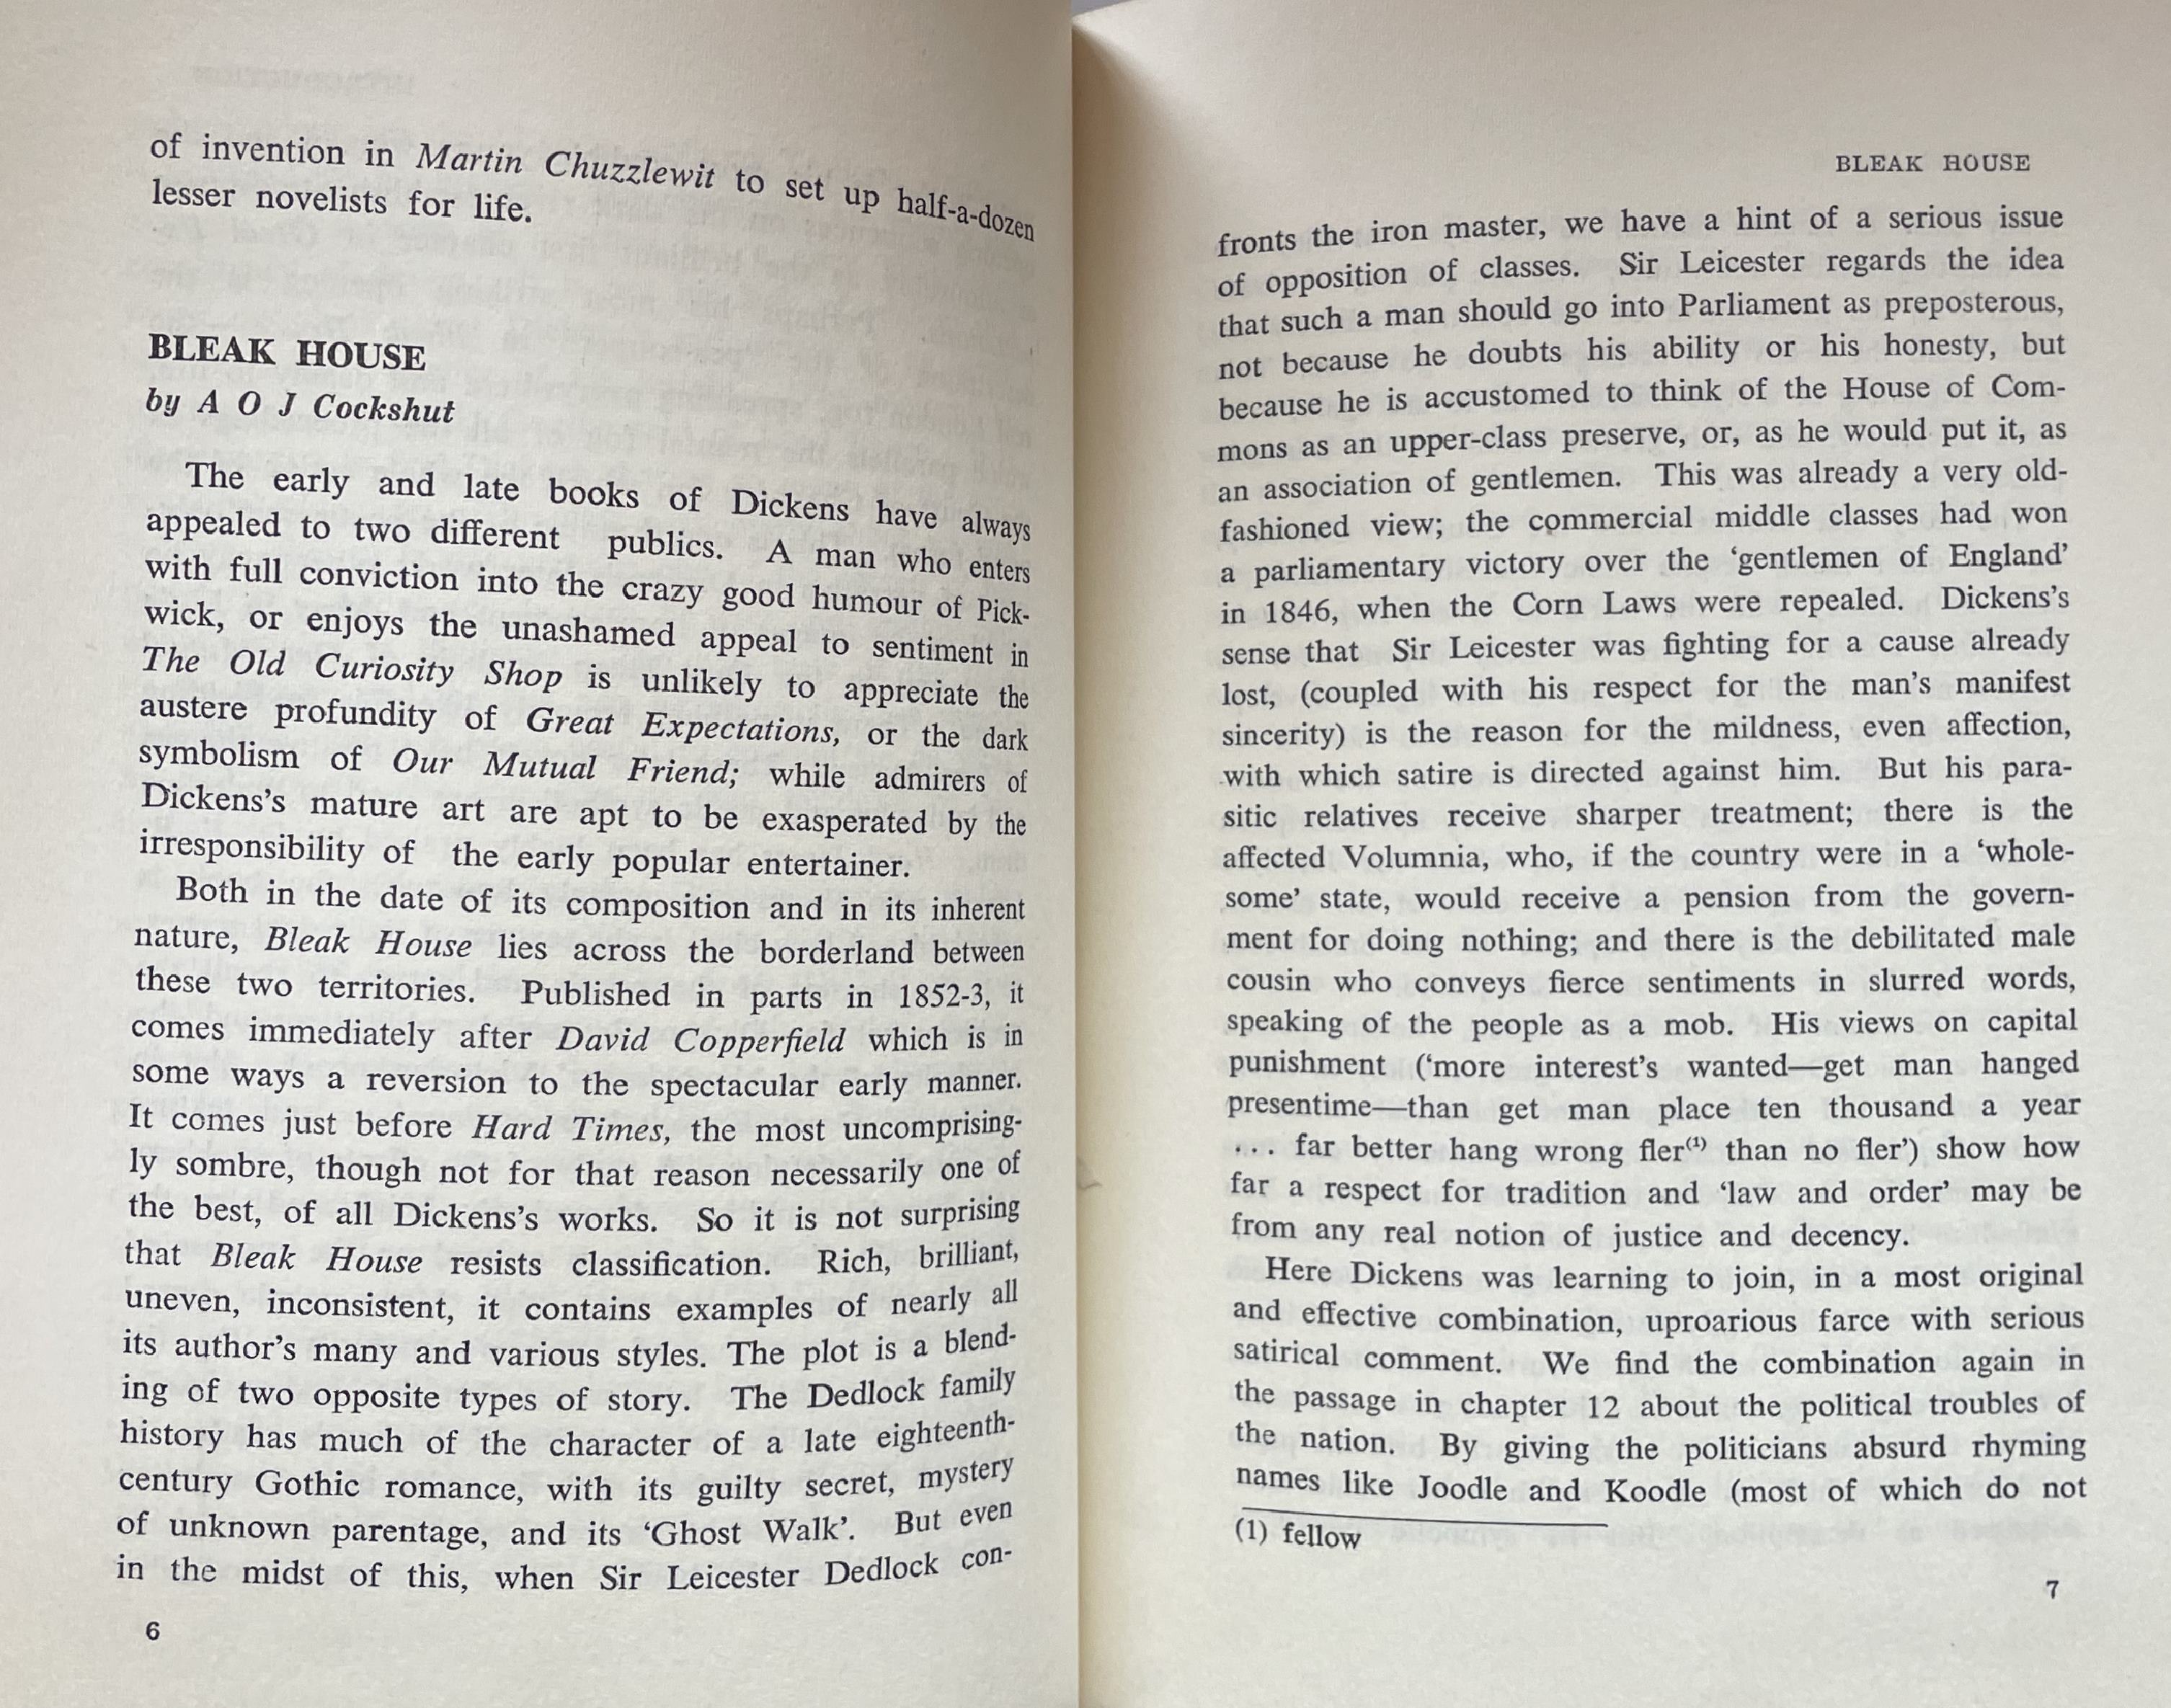 of invention in Martin Chuzzlewit to set up half-a-dozen
lesser novelists for life.
BLEAK HOUSE
by A O J Cockshut
The early and late books of Dickens have always
appealed to two different publics. A man who enters
with full conviction into the crazy good humour of Pick-
wick, or enjoys the unashamed appeal to sentiment in
The Old Curiosity Shop is unlikely to appreciate the
austere profundity of Great Expectations, or the dark
symbolism of Our Mutual Friend; while admirers of
Dickens's mature art are apt to be exasperated by the
irresponsibility of the early popular entertainer.
Both in the date of its composition and in its inherent
nature, Bleak House lies across the borderland between
these two territories. Published in parts in 1852-3, it
comes immediately after David Copperfield which is in
some ways a reversion to the spectacular early manner.
It comes just before Hard Times, the most uncomprising-
ly sombre, though not for that reason necessarily one of
the best, of all Dickens's works. So it is not surprising
that Bleak House resists classification. Rich, brilliant,
uneven, inconsistent, it contains examples of nearly all
its author's many and various styles. The plot is a blend-
ing of two opposite types of story. The Dedlock family
history has much of the character of a late eighteenth-
century Gothic romance, with its guilty secret, mystery
of unknown parentage, and its 'Ghost Walk'. But even
in the midst of this, when Sir Leicester Dedlock con-
6
BLEAK HOUSE
fronts the iron master, we have a hint of a serious issue
of opposition of classes. Sir Leicester regards the idea
that such a man should go into Parliament as preposterous,
not because he doubts his ability or his honesty, but
because he is accustomed to think of the House of Com-
mons as an upper-class preserve, or, as he would put it, as
an association of gentlemen. This was already a very old-
fashioned view; the commercial middle classes had won
a parliamentary victory over the 'gentlemen of England'
in 1846, when the Corn Laws were repealed. Dickens's
sense that Sir Leicester was fighting for a cause already
lost, (coupled with his respect for the man's manifest
sincerity) is the reason for the mildness, even affection,
with which satire is directed against him. But his para-
sitic relatives receive sharper treatment; there is the
affected Volumnia, who, if the country were in a 'whole-
some' state, would receive a pension from the govern-
ment for doing nothing; and there is the debilitated male
cousin who conveys fierce sentiments in slurred words,
speaking of the people as a mob. His views on capital
punishment ('more interest's wanted—get man hanged
presentime—than get man place ten thousand a year
... far better hang wrong fler(1) than no fler') show how
far a respect for tradition and 'law and order' may be
from any real notion of justice and decency.
Here Dickens was learning to join, in a most original
and effective combination, uproarious farce with serious
satirical comment. We find the combination again in
the passage in chapter 12 about the political troubles of
the nation. By giving the politicians absurd rhyming
names like Joodle and Koodle (most of which do not
(1) fellow
7